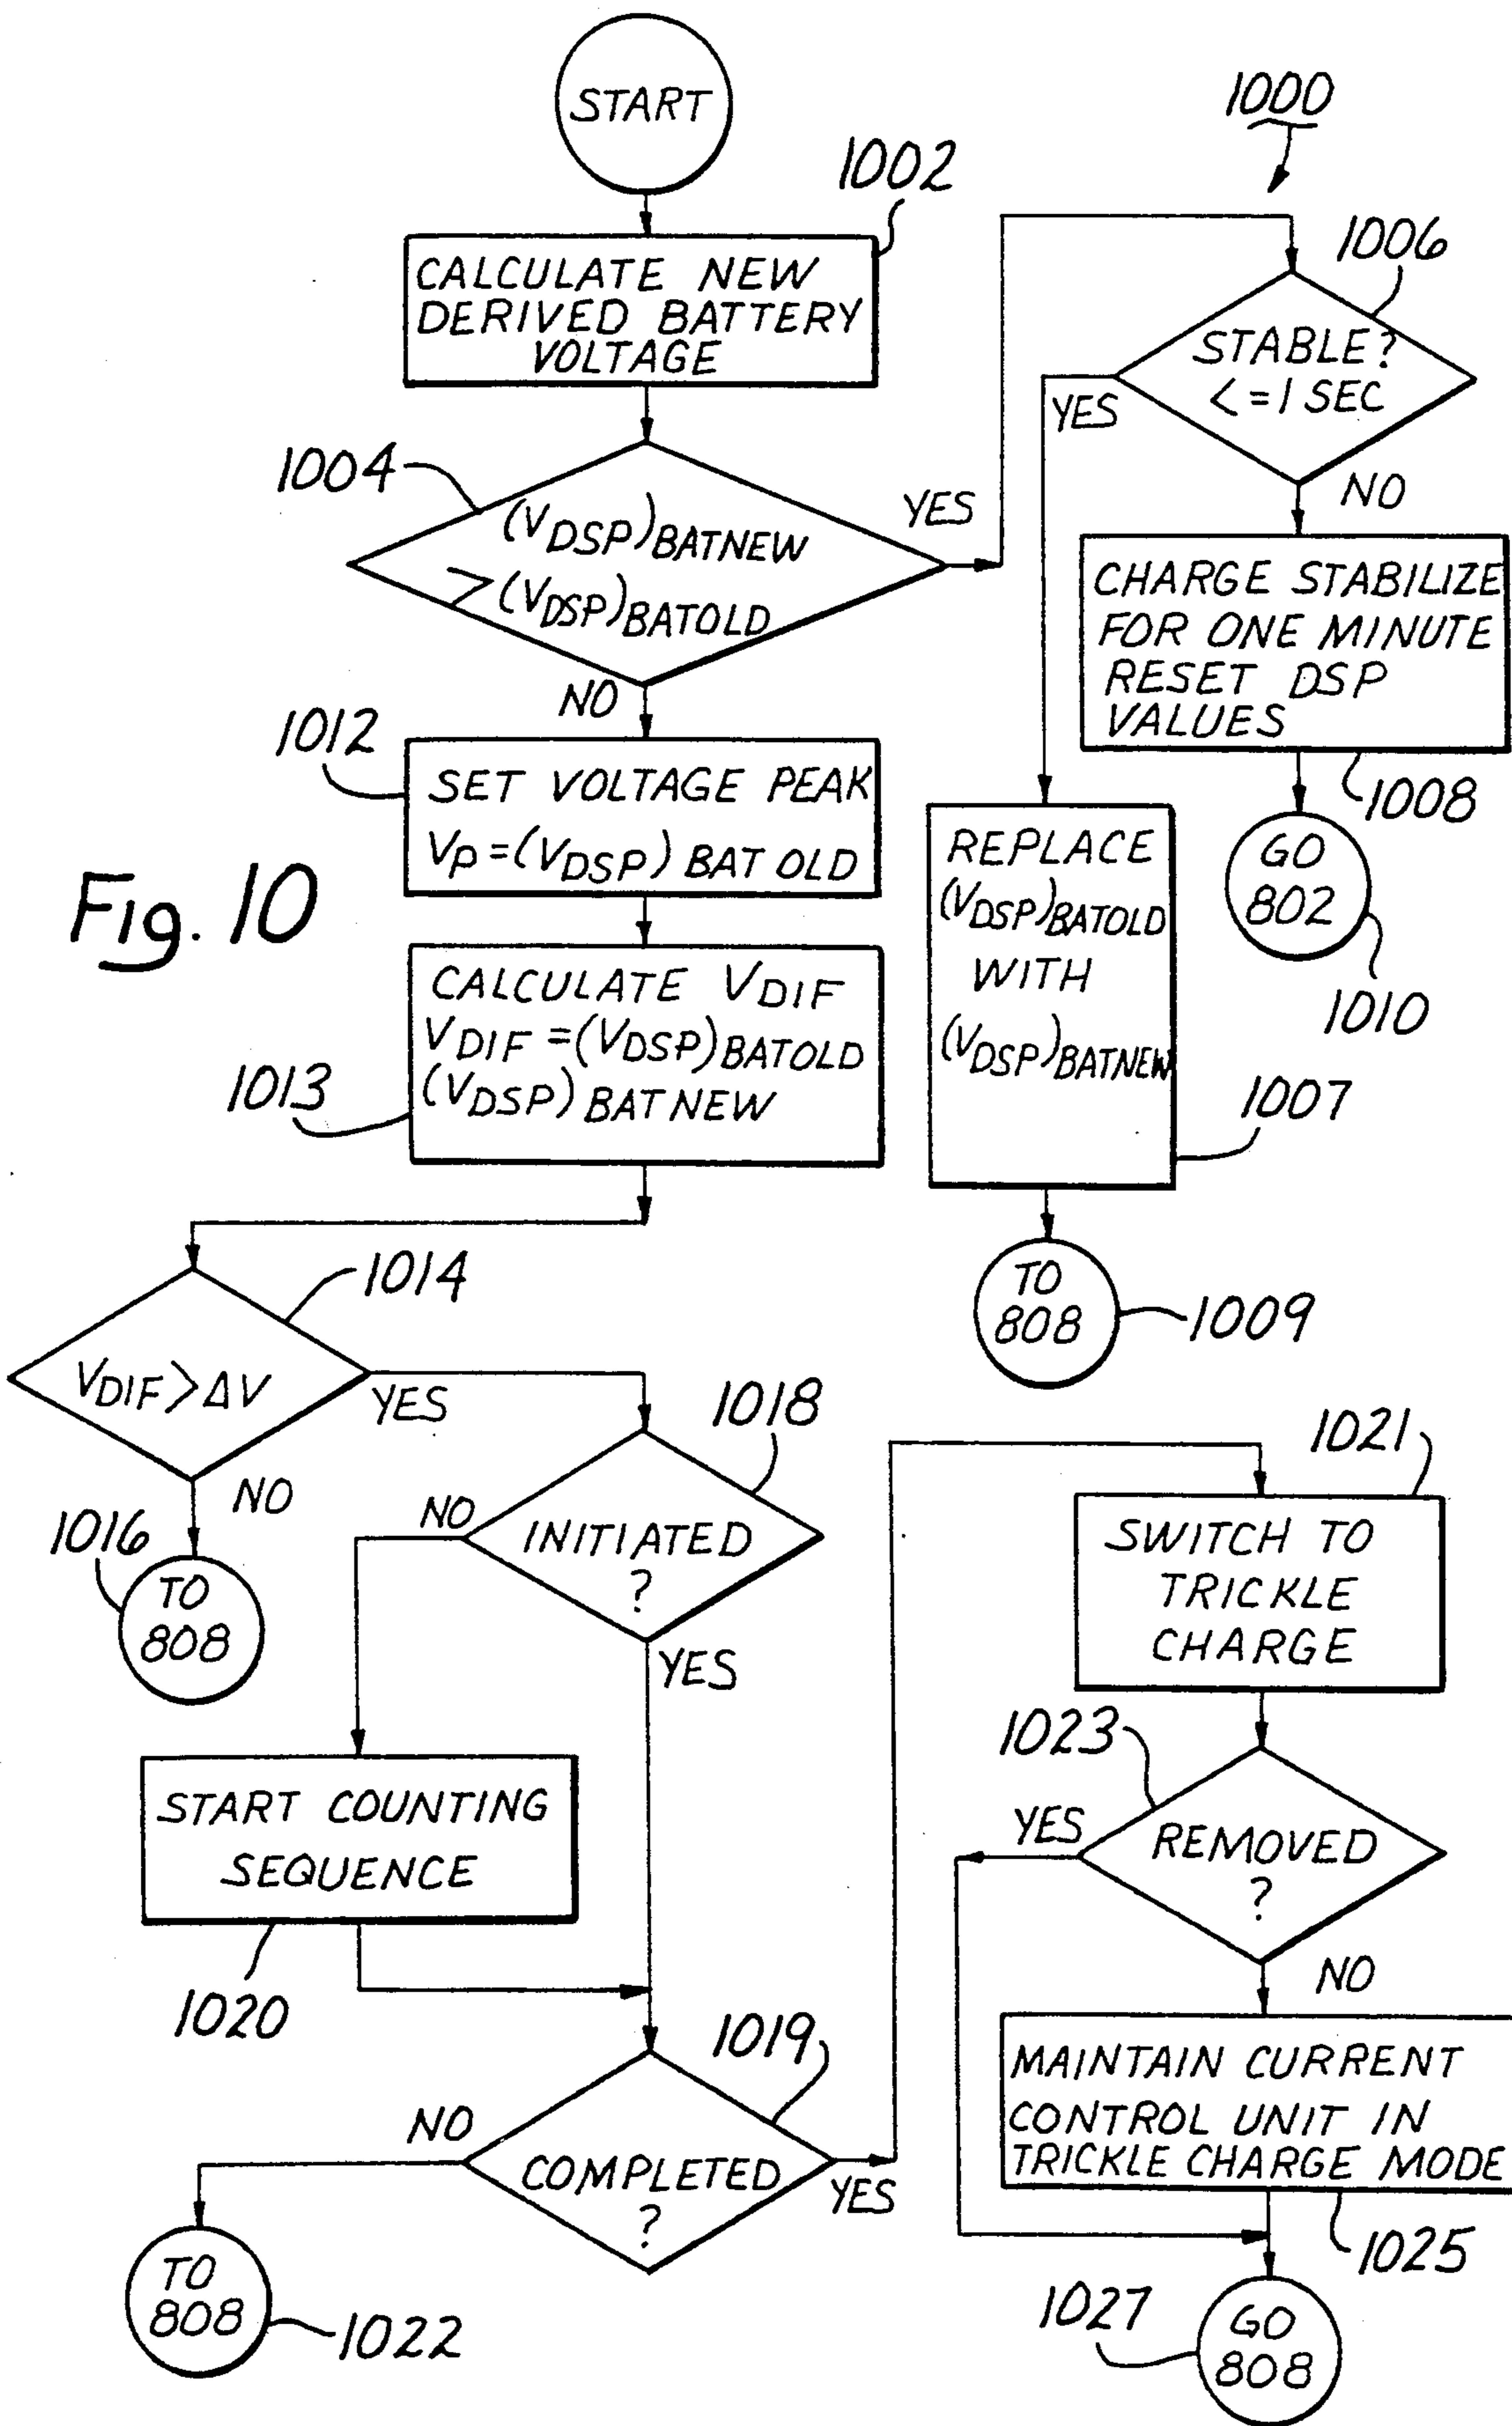 START
1000
1002
CALCULATE NEW
DERIVED BATTERY
VOLTAGE
1004
(VDSP)BATNEW
>(VDSP)BATOLD
YES
NO
1006
STABLE?
<=1 SEC
YES
NO
CHARGE STABILIZE
FOR ONE MINUTE
RESET DSP
VALUES
1008
GO
802
1010
1012
SET VOLTAGE PEAK
VP=(VDSP) BAT OLD
Fig. 10
CALCULATE VDIF
VDIF=(VDSP)BATOLD
(VDSP) BATNEW
1013
REPLACE
(VDSP)BATOLD
WITH
(VDSP)BATNEW
1007
TO
808
1009
1014
VDIF>ΔV
YES
NO
1016
TO
808
1018
INITIATED
?
NO
YES
START COUNTING
SEQUENCE
1020
1019
COMPLETED
?
NO
YES
TO
808
1022
1021
SWITCH TO
TRICKLE
CHARGE
1023
REMOVED
?
YES
NO
MAINTAIN CURRENT
CONTROL UNIT IN
TRICKLE CHARGE MODE
1025
1027
GO
808